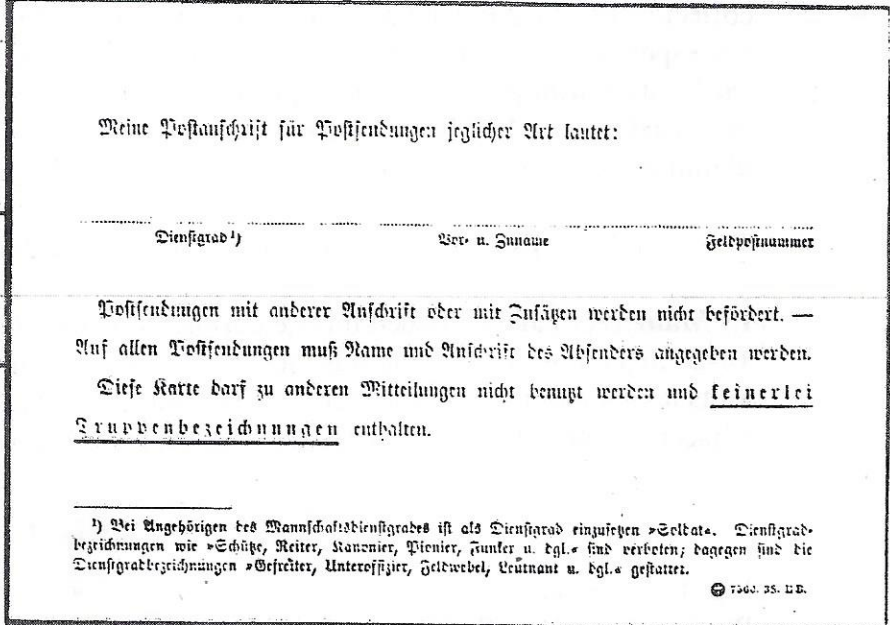 Meine Postanschrift für Postsendungen jeglicher Art lautet:
Dienstgrad ¹) Vor- u. Zuname Feldpostnummer
Postsendungen mit anderer Anschrift oder mit Zusätzen werden nicht befördert. —
Auf allen Postsendungen muß Name und Anschrift des Absenders angegeben werden.
Diese Karte darf zu anderen Mitteilungen nicht benutzt werden und keinerlei
Truppenbezeichnungen enthalten.
¹) Bei Angehörigen des Mannschaftsdienstgrades ist als Dienstgrad einzusetzen »Soldat«. Dienstgrad-
bezeichnungen wie »Schütze, Reiter, Kanonier, Pionier, Funker u. dgl.« sind verboten; dagegen sind die
Dienstgradbezeichnungen »Gefreiter, Unteroffizier, Feldwebel, Leutnant u. dgl.« gestattet.